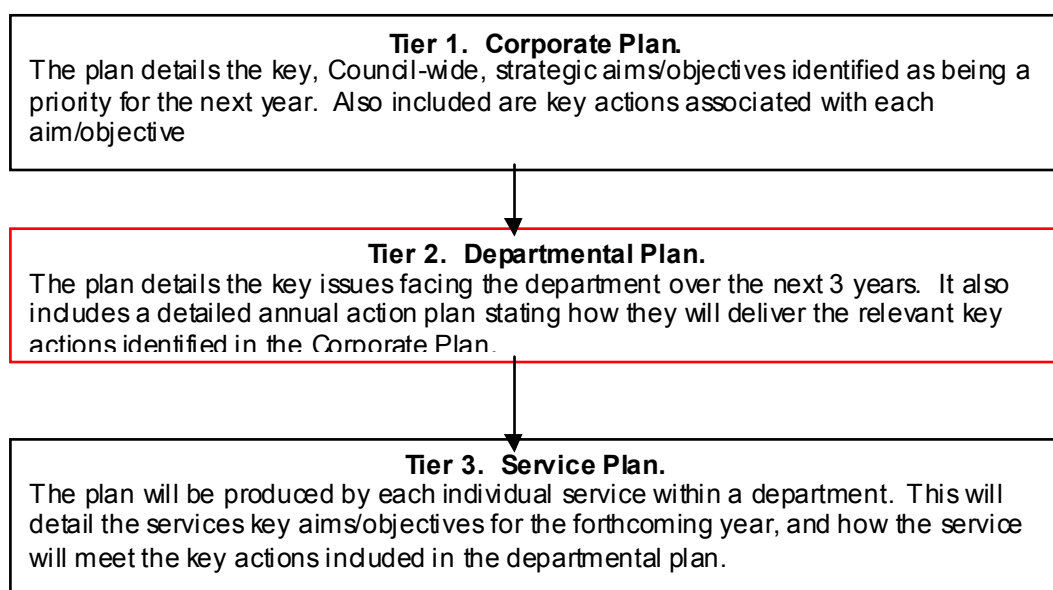 Tier 1. Corporate Plan.
The plan details the key, Council-wide, strategic aims/objectives identified as being a
priority for the next year. Also included are key actions associated with each
aim/objective
Tier 2. Departmental Plan.
The plan details the key issues facing the department over the next 3 years. It also
includes a detailed annual action plan stating how they will deliver the relevant key
actions identified in the Corporate Plan.
Tier 3. Service Plan.
The plan will be produced by each individual service within a department. This will
detail the services key aims/objectives for the forthcoming year, and how the service
will meet the key actions included in the departmental plan.